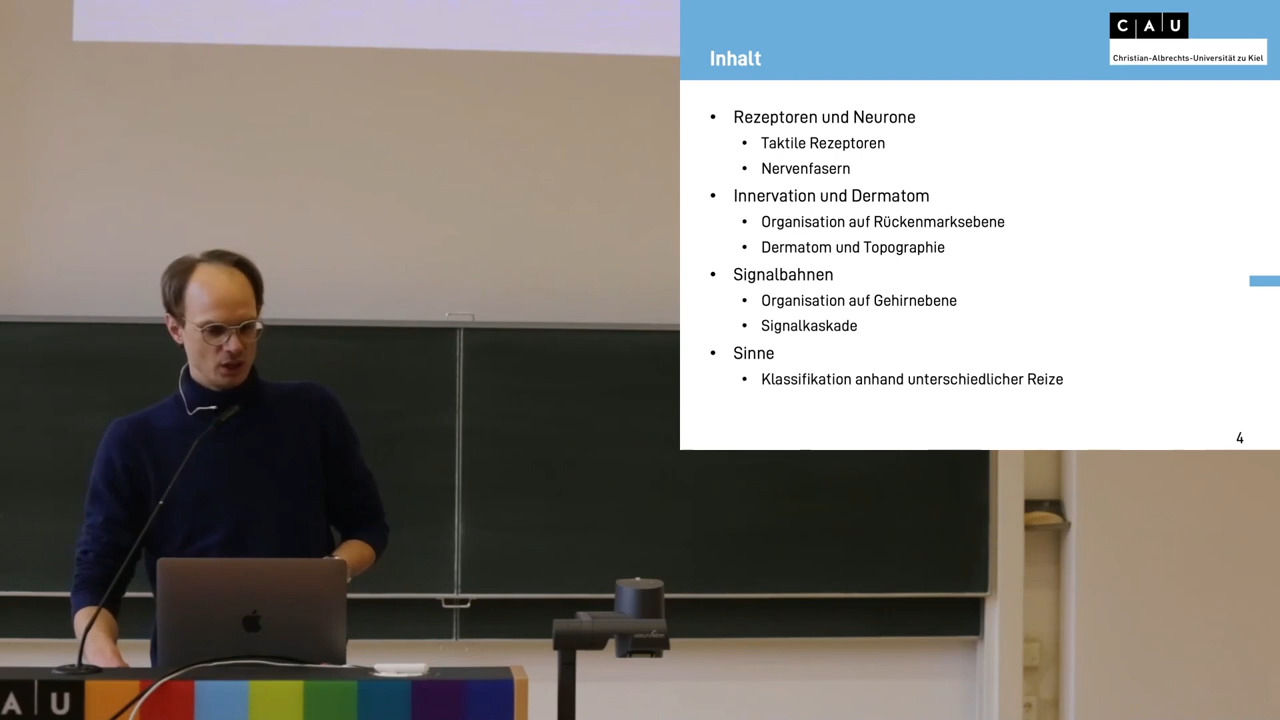 Inhalt
C A U
Christian-Albrechts-Universität zu Kiel
• Rezeptoren und Neurone
• Taktile Rezeptoren
• Nervenfasern
• Innervation und Dermatom
• Organisation auf Rückenmarksebene
• Dermatom und Topographie
• Signalbahnen
• Organisation auf Gehirnebene
• Signalkaskade
• Sinne
• Klassifikation anhand unterschiedlicher Reize
4
A U